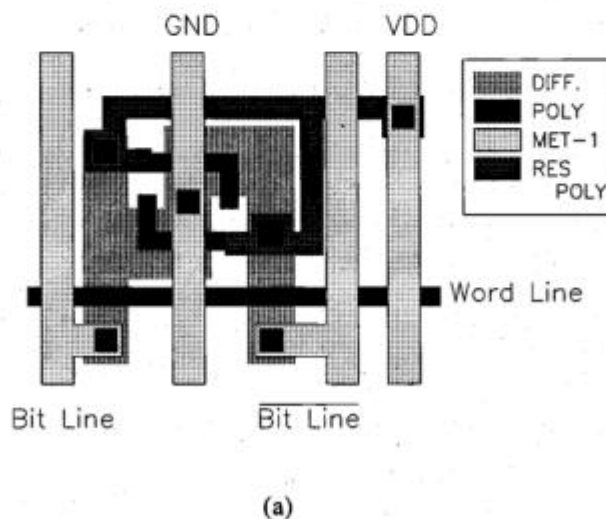 GND
VDD
DIFF.
POLY
MET-1
RES
POLY
Word Line
Bit Line
Bit Line
(a)